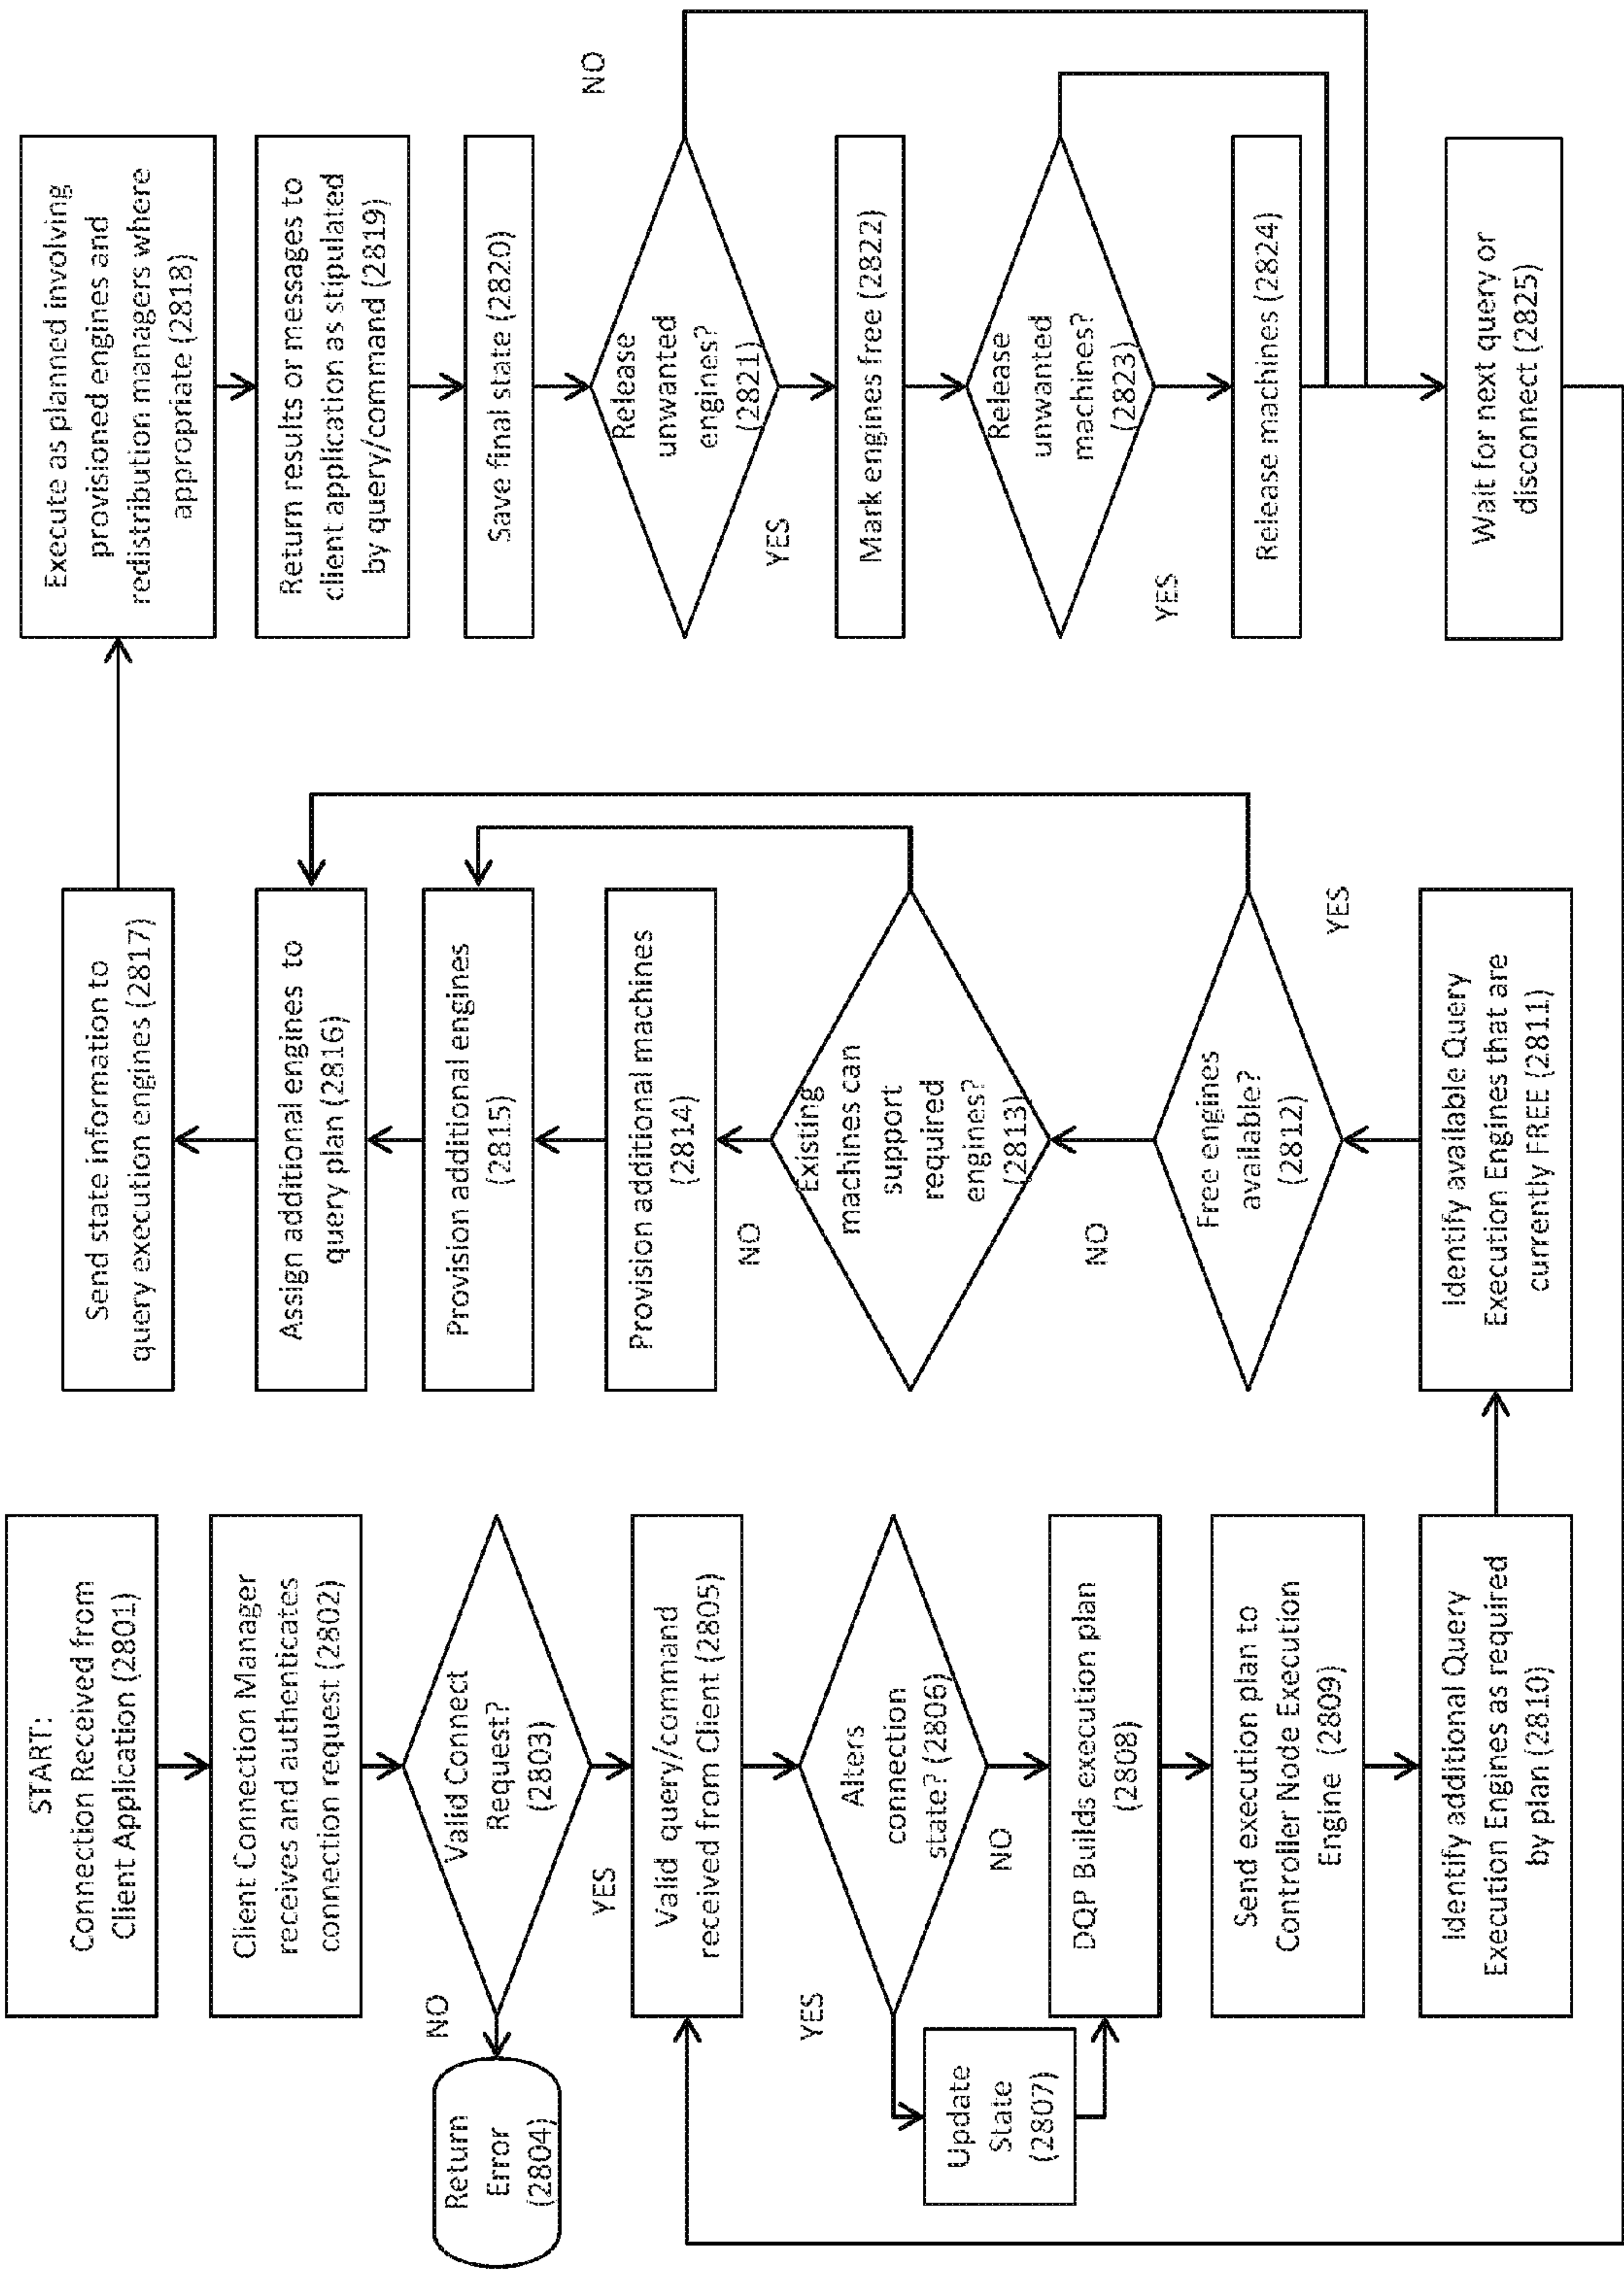 START:
Connection Received from
Client Application (2801)
Client Connection Manager
receives and authenticates
connection request (2802)
Valid Connect
Request?
(2803)
NO
Return
Error
(2804)
YES
Valid query/command
received from Client (2805)
Alters
connection
state? (2806)
YES
Update
State
(2807)
NO
DQP Builds execution plan
(2808)
Send execution plan to
Controller Node Execution
Engine (2809)
Identify additional Query
Execution Engines as required
by plan (2810)
Identify available Query
Execution Engines that are
currently FREE (2811)
Free engines
available?
(2812)
YES
NO
Existing
machines can
support
required
engines?
(2813)
NO
Provision additional machines
(2814)
Provision additional engines
(2815)
Assign additional engines to
query plan (2816)
Send state information to
query execution engines (2817)
Execute as planned involving
provisioned engines and
redistribution managers where
appropriate (2818)
Return results or messages to
client application as stipulated
by query/command (2819)
Save final state (2820)
Release
unwanted
engines?
(2821)
NO
YES
Mark engines free (2822)
Release
unwanted
machines?
(2823)
YES
Release machines (2824)
Wait for next query or
disconnect (2825)